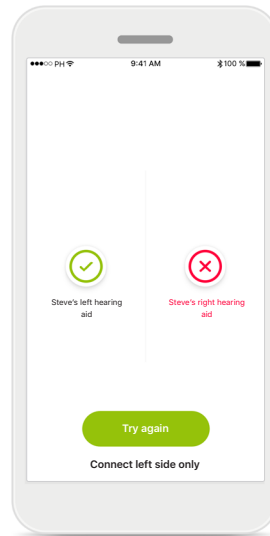 ●●●○○ PH 9:41 AM 100 %
Steve's left hearing
aid
Steve's right hearing
aid
Try again
Connect left side only